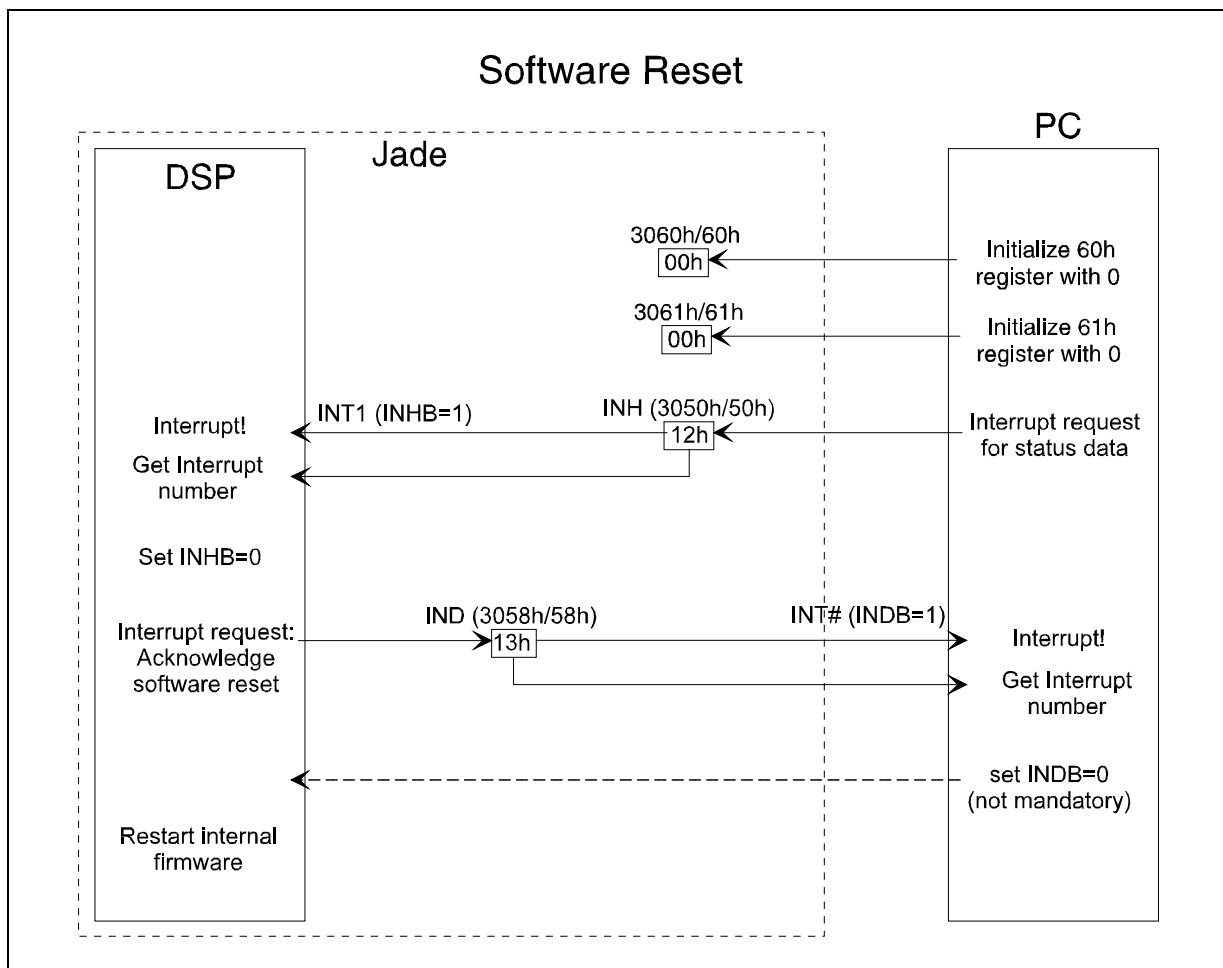 Software Reset
PC
Jade
DSP
3060h/60h
00h
Initialize 60h
register with 0
3061h/61h
00h
Initialize 61h
register with 0
INT1 (INHB=1)
INH (3050h/50h)
Interrupt!
12h
Interrupt request
for status data
Get Interrupt
number
Set INHB=0
IND (3058h/58h)
INT# (INDB=1)
Interrupt request:
Acknowledge
software reset
13h
Interrupt!
Get Interrupt
number
set INDB=0
(not mandatory)
Restart internal
firmware